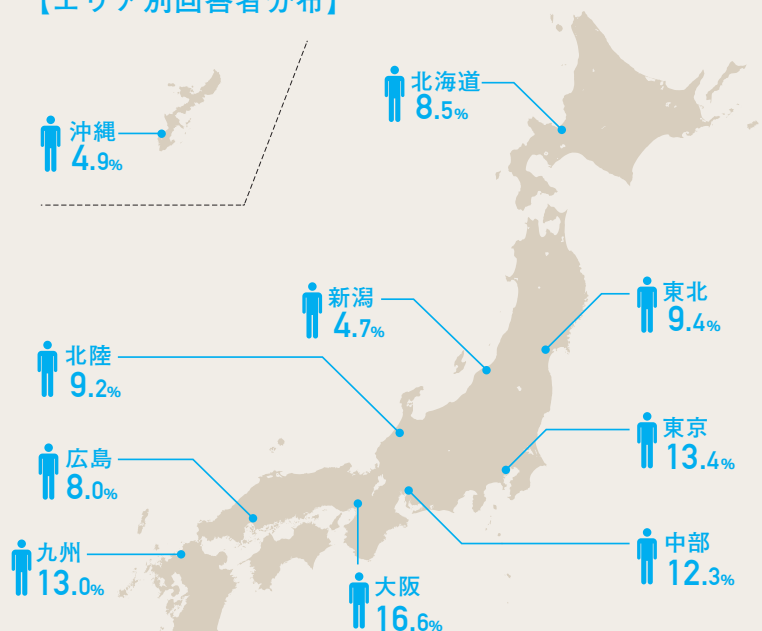 【エリア別回答者分布】
北海道
8.5%
沖縄
4.9%
新潟
4.7%
東北
9.4%
北陸
9.2%
東京
13.4%
広島
8.0%
中部
12.3%
九州
13.0%
大阪
16.6%